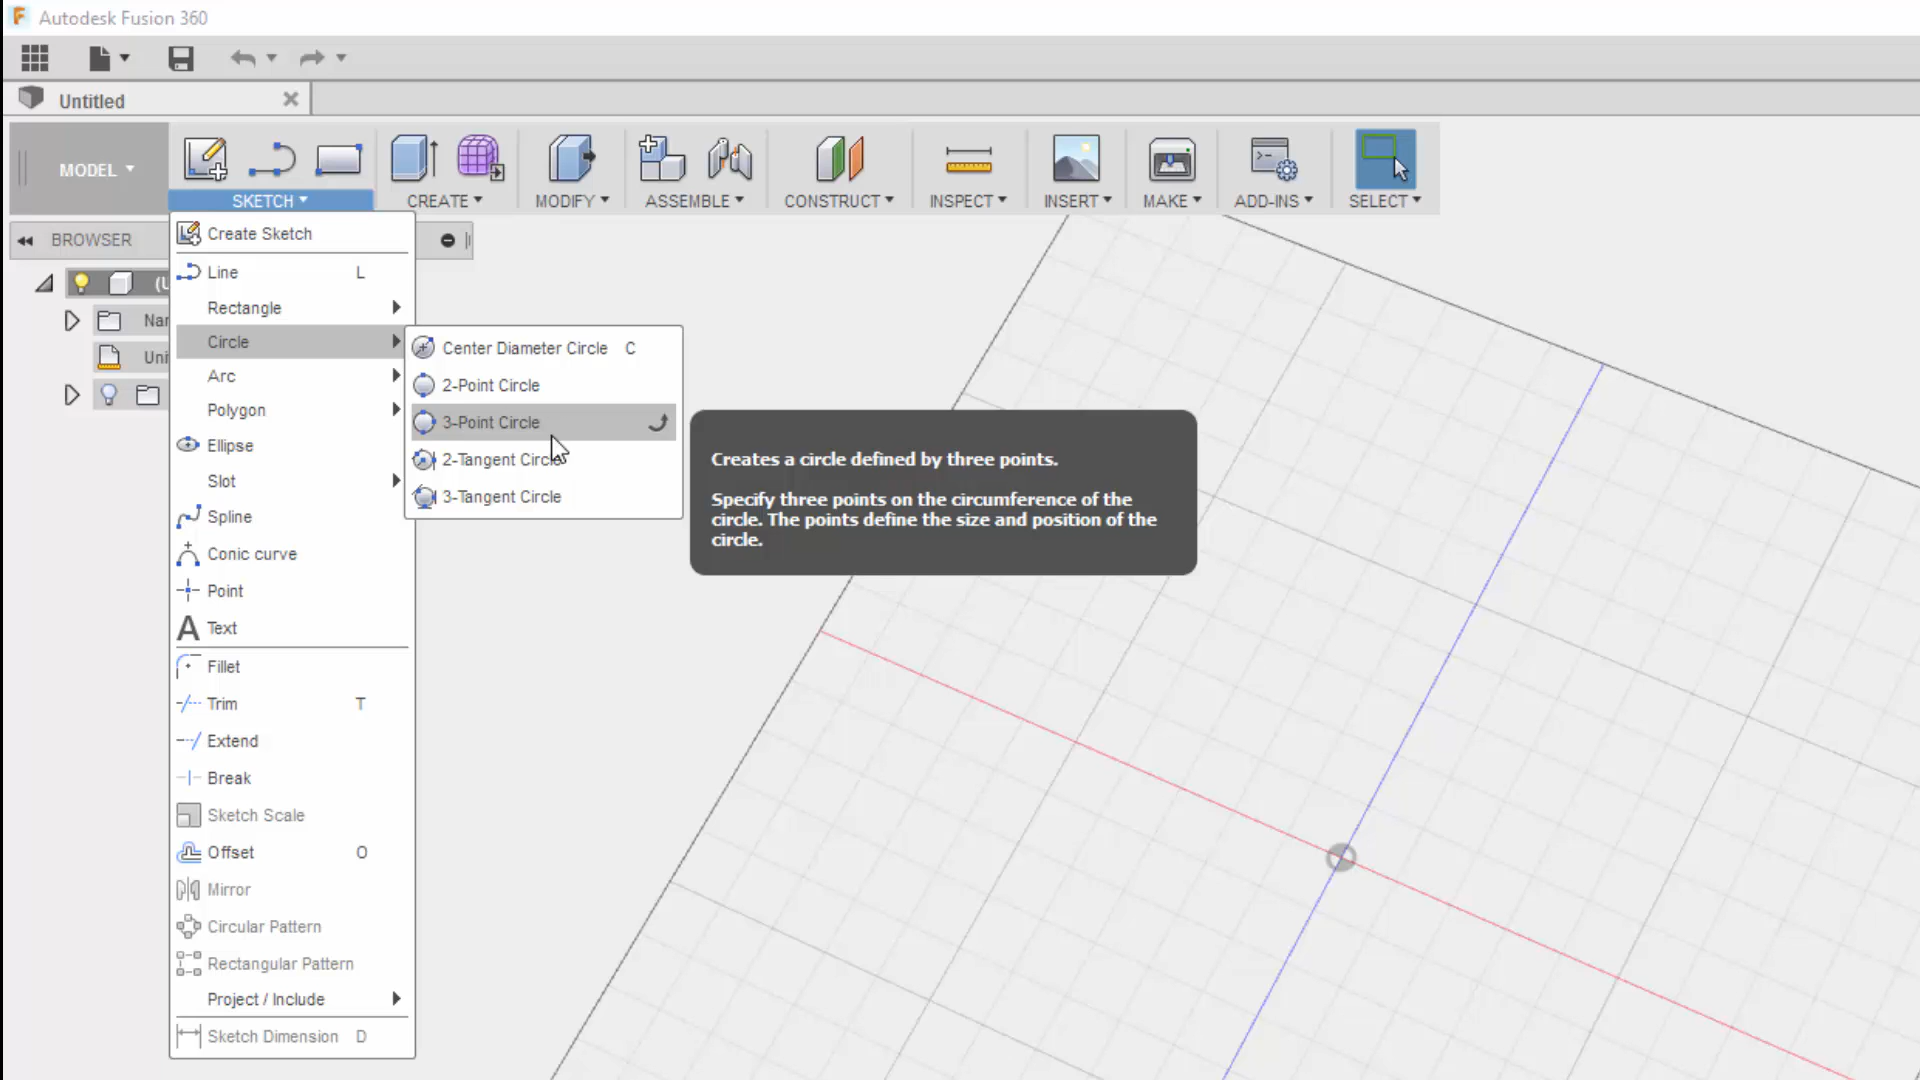 Autodesk Fusion 360
Untitled
MODEL
SKETCH
CREATE
MODIFY
ASSEMBLE
CONSTRUCT
INSPECT
INSERT
MAKE
ADD-INS
SELECT
BROWSER
(U
Nar
Uni
Create Sketch
Line L
Rectangle
Circle
Arc
Polygon
Ellipse
Slot
Spline
Conic curve
Point
A Text
Fillet
Trim T
Extend
Break
Sketch Scale
Offset O
Mirror
Circular Pattern
Rectangular Pattern
Project / Include
Sketch Dimension D
Center Diameter Circle C
2-Point Circle
3-Point Circle
2-Tangent Circle
3-Tangent Circle
Creates a circle defined by three points.
Specify three points on the circumference of the
circle. The points define the size and position of the
circle.